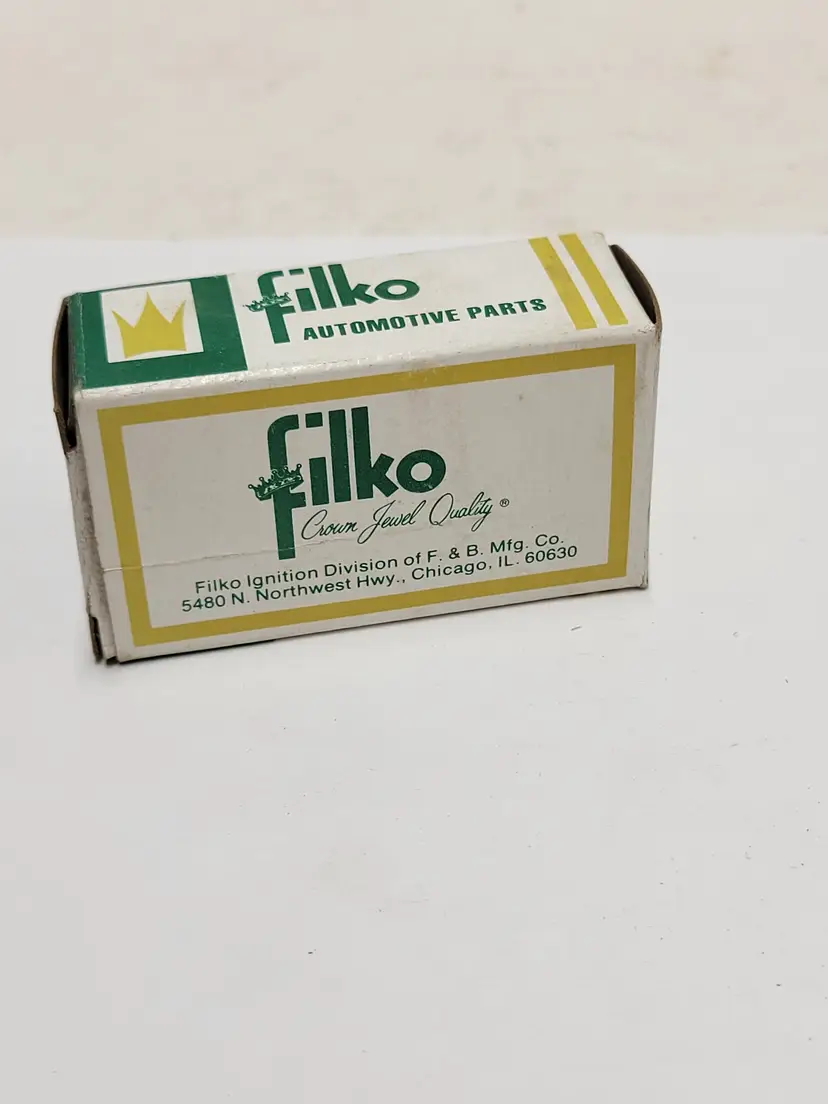 filko
AUTOMOTIVE PARTS
filko
Crown Jewel Quality ®
Filko Ignition Division of F. & B. Mfg. Co.
5480 N. Northwest Hwy., Chicago, IL. 60630